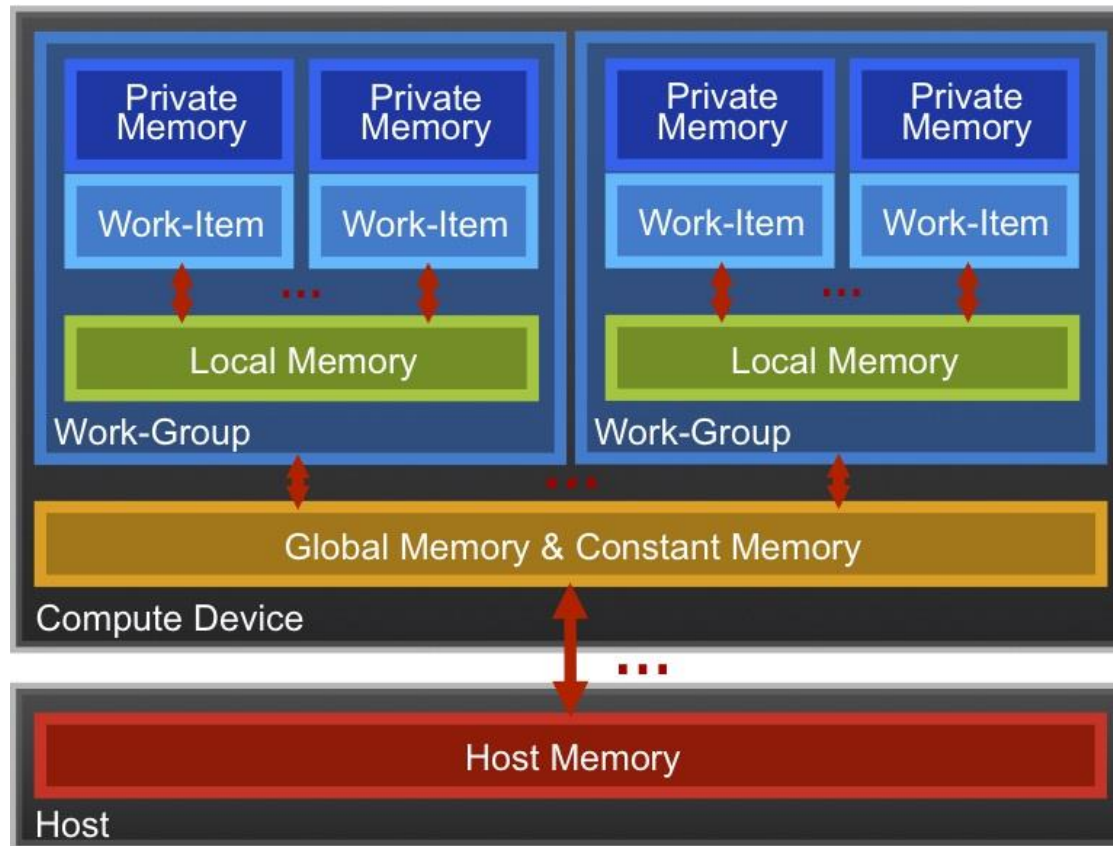 Private
Memory
Private
Memory
Work-Item
Work-Item
...
Local Memory
Work-Group
Private
Memory
Private
Memory
Work-Item
Work-Item
...
Local Memory
Work-Group
...
Global Memory & Constant Memory
Compute Device
...
Host Memory
Host